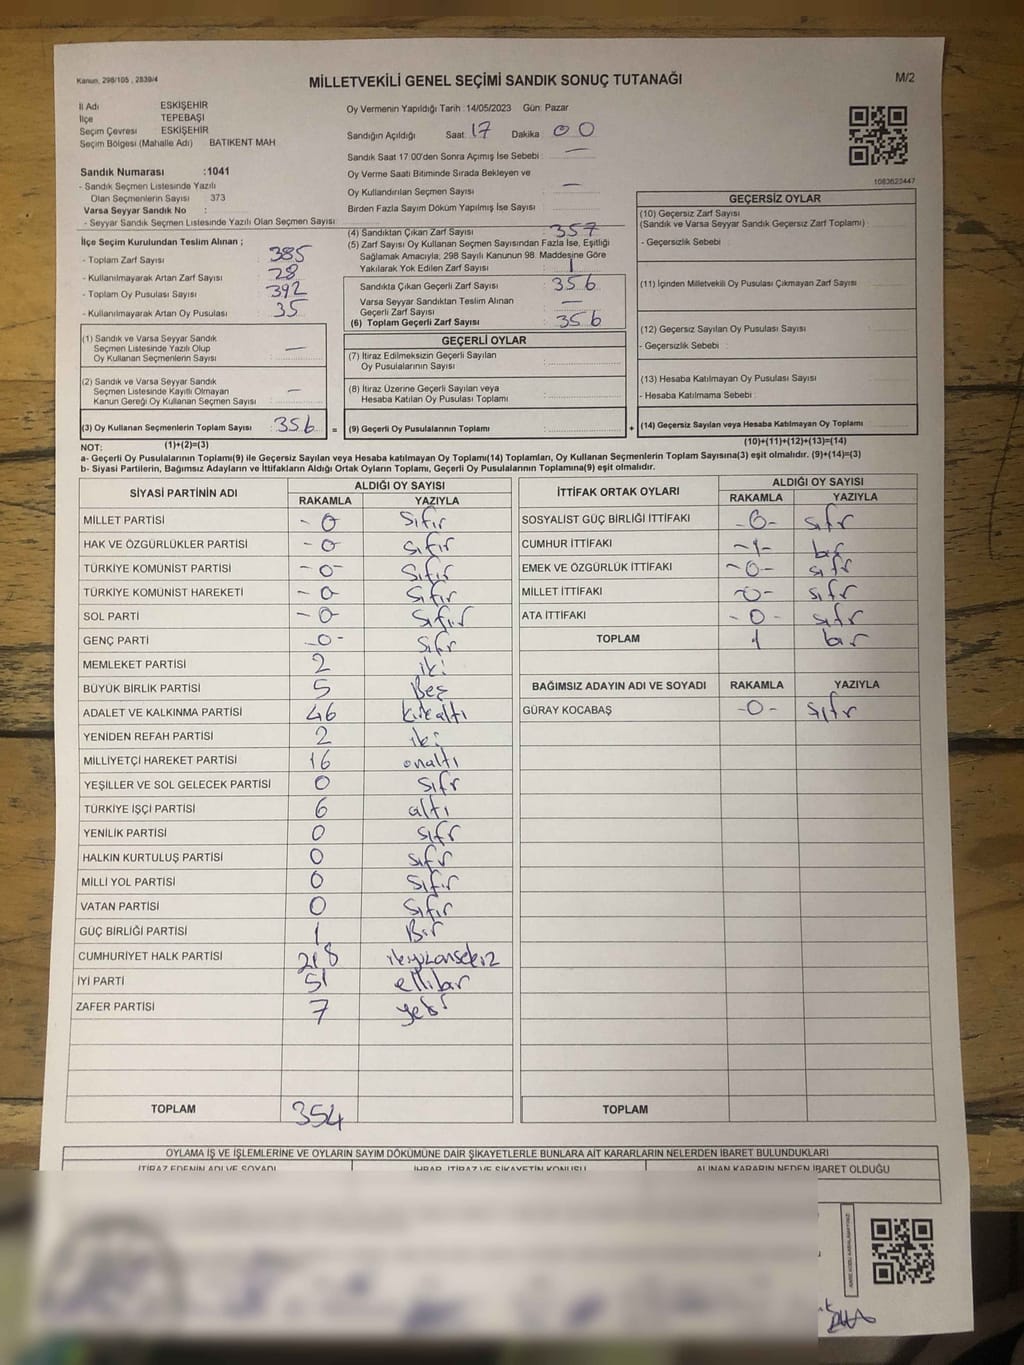 Kanun, 298/105 , 2839/4
MİLLETVEKİLİ GENEL SEÇİMİ SANDIK SONUÇ TUTANAĞI
M/2
İl Adı ESKİŞEHİR
İlçe TEPEBAŞI
Seçim Çevresi ESKİŞEHİR
Seçim Bölgesi (Mahalle Adı) BATIKENT MAH
Sandık Numarası :1041
- Sandık Seçmen Listesinde Yazılı
Olan Seçmenlerin Sayısı : 373
Varsa Seyyar Sandık No :
- Seyyar Sandık Seçmen Listesinde Yazılı Olan Seçmen Sayısı :
İlçe Seçim Kurulundan Teslim Alınan ;
- Toplam Zarf Sayısı : 385
- Kullanılmayarak Artan Zarf Sayısı : 28
- Toplam Oy Pusulası Sayısı : 392
- Kullanılmayarak Artan Oy Pusulası : 35
(1) Sandık ve Varsa Seyyar Sandık
Seçmen Listesinde Yazılı Olup
Oy Kullanan Seçmenlerin Sayısı : —
(2) Sandık ve Varsa Seyyar Sandık
Seçmen Listesinde Kayıtlı Olmayan
Kanun Gereği Oy Kullanan Seçmen Sayısı : —
(3) Oy Kullanan Seçmenlerin Toplam Sayısı : 356
Oy Vermenin Yapıldığı Tarih :14/05/2023 Gün: Pazar
Sandığın Açıldığı Saat 17 Dakika 00
Sandık Saat 17:00'den Sonra Açımış İse Sebebi : —
Oy Verme Saati Bitiminde Sırada Bekleyen ve
Oy Kullandırılan Seçmen Sayısı : —
Birden Fazla Sayım Döküm Yapılmış İse Sayısı :
(4) Sandıktan Çıkan Zarf Sayısı : 357
(5) Zarf Sayısı Oy Kullanan Seçmen Sayısından Fazla İse, Eşitliği
Sağlamak Amacıyla, 298 Sayılı Kanunun 98. Maddesine Göre
Yakılarak Yok Edilen Zarf Sayısı : 1
Sandıkta Çıkan Geçerli Zarf Sayısı : 356
Varsa Seyyar Sandıktan Teslim Alınan
Geçerli Zarf Sayısı : —
(6) Toplam Geçerli Zarf Sayısı : 356
GEÇERLİ OYLAR
(7) İtiraz Edilmeksizin Geçerli Sayılan
Oy Pusulalarının Sayısı :
(8) İtiraz Üzerine Geçerli Sayılan veya
Hesaba Katılan Oy Pusulası Toplamı :
= (9) Geçerli Oy Pusulalarının Toplamı :
1083623447
GEÇERSİZ OYLAR
(10) Geçersiz Zarf Sayısı
(Sandık ve Varsa Seyyar Sandık Geçersiz Zarf Toplamı) :
- Geçersizlik Sebebi :
(11) İçinden Milletvekili Oy Pusulası Çıkmayan Zarf Sayısı :
(12) Geçersiz Sayılan Oy Pusulası Sayısı :
- Geçersizlik Sebebi :
(13) Hesaba Katılmayan Oy Pusulası Sayısı :
- Hesaba Katılmama Sebebi :
+ (14) Geçersiz Sayılan veya Hesaba Katılmayan Oy Toplamı :
NOT: (1)+(2)=(3) (10)+(11)+(12)+(13)=(14)
a- Geçerli Oy Pusulalarının Toplamı(9) ile Geçersiz Sayılan veya Hesaba katılmayan Oy Toplamı(14) Toplamları, Oy Kullanan Seçmenlerin Toplam Sayısına(3) eşit olmalıdır. (9)+(14)=(3)
b- Siyasi Partilerin, Bağımsız Adayların ve İttifakların Aldığı Ortak Oyların Toplamı, Geçerli Oy Pusulalarının Toplamına(9) eşit olmalıdır.
SİYASİ PARTİNİN ADI ALDIĞI OY SAYISI
RAKAMLA YAZIYLA
MİLLET PARTİSİ - 0 sıfır
HAK VE ÖZGÜRLÜKLER PARTİSİ - 0 sıfır
TÜRKİYE KOMÜNİST PARTİSİ - 0 - sıfır
TÜRKİYE KOMÜNİST HAREKETİ - 0 sıfır
SOL PARTİ - 0 - sıfır
GENÇ PARTİ - 0 - sıfr
MEMLEKET PARTİSİ 2 iki
BÜYÜK BİRLİK PARTİSİ 5 Beş
ADALET VE KALKINMA PARTİSİ 46 kırkaltı
YENİDEN REFAH PARTİSİ 2 iki
MİLLİYETÇİ HAREKET PARTİSİ 16 onaltı
YEŞİLLER VE SOL GELECEK PARTİSİ 0 sıfr
TÜRKİYE İŞÇİ PARTİSİ 6 altı
YENİLİK PARTİSİ 0 sıfr
HALKIN KURTULUŞ PARTİSİ 0 sıfr
MİLLİ YOL PARTİSİ 0 sıfır
VATAN PARTİSİ 0 sıfır
GÜÇ BİRLİĞİ PARTİSİ 1 Bir
CUMHURİYET HALK PARTİSİ 218 ikiyüzonsekiz
İYİ PARTİ 51 ellibir
ZAFER PARTİSİ 7 yedi
TOPLAM 354
İTTİFAK ORTAK OYLARI ALDIĞI OY SAYISI
RAKAMLA YAZIYLA
SOSYALİST GÜÇ BİRLİĞİ İTTİFAKI - 0 - sıfr
CUMHUR İTTİFAKI - 1 - bir
EMEK VE ÖZGÜRLÜK İTTİFAKI - 0 - sıfr
MİLLET İTTİFAKI - 0 - sıfr
ATA İTTİFAKI - 0 - sıfr
TOPLAM 1 bir
BAĞIMSIZ ADAYIN ADI VE SOYADI RAKAMLA YAZIYLA
GÜRAY KOCABAŞ - 0 - sıfr
TOPLAM
OYLAMA İŞ VE İŞLEMLERİNE VE OYLARIN SAYIM DÖKÜMÜNE DAİR ŞİKAYETLERLE BUNLARA AİT KARARLARIN NELERDEN İBARET BULUNDUKLARI
İTİRAZ EDENİN ADI VE SOYADI İHBAR, İTİRAZ VE ŞİKAYETİN KONUSU ALINAN KARARIN NEDEN İBARET OLDUĞU